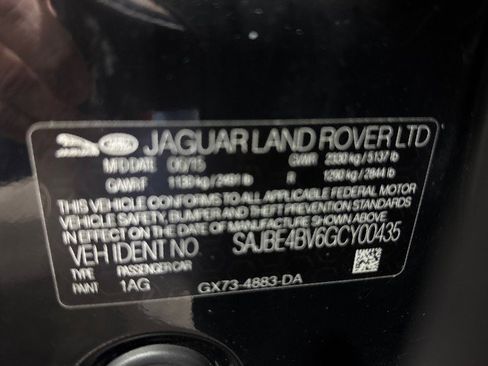 JAGUAR LAND ROVER LTD
MFD DATE 06/15 GVWR 2330 kg / 5137 lb
GAWR F 1130 kg / 2491 lb R 1290 kg / 2844 lb
THIS VEHICLE CONFORMS TO ALL APPLICABLE FEDERAL MOTOR
VEHICLE SAFETY, BUMPER, AND THEFT PREVENTION STANDARDS
IN EFFECT ON THE DATE OF MANUFACTURE SHOWN ABOVE
VEH IDENT NO. SAJBE4BV6GCY00435
TYPE PASSENGER CAR
PAINT 1AG GX73-4883-DA